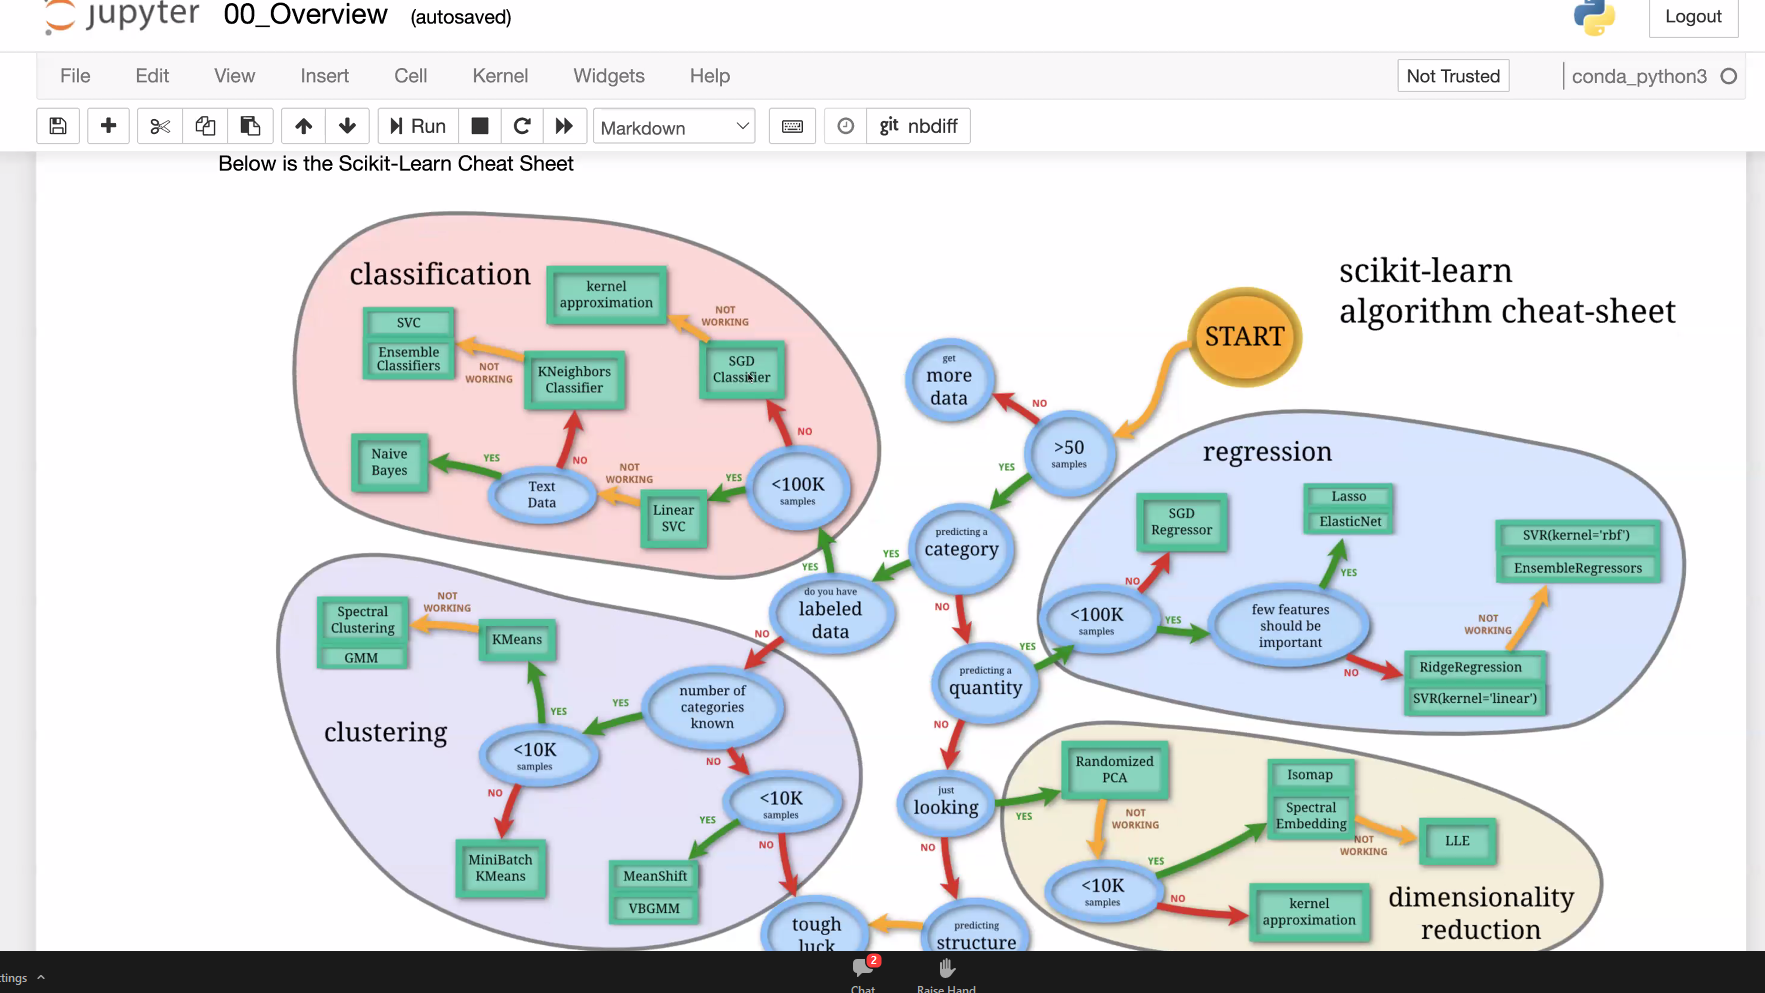 jupyter 00_Overview (autosaved)
Logout
File Edit View Insert Cell Kernel Widgets Help
Not Trusted
conda_python3
Run
Markdown
git nbdiff
Below is the Scikit-Learn Cheat Sheet
scikit-learn
algorithm cheat-sheet
START
classification
kernel
approximation
NOT
WORKING
SVC
Ensemble
Classifiers
NOT
WORKING
KNeighbors
Classifier
SGD
Classifier
NO
Naive
Bayes
YES
NO
Text
Data
NOT
WORKING
Linear
SVC
YES
<100K
samples
get
more
data
NO
>50
samples
YES
predicting a
category
YES
YES
do you have
labeled
data
NO
NO
predicting a
quantity
YES
NO
just
looking
YES
NO
predicting
structure
tough
luck
regression
SGD
Regressor
Lasso
ElasticNet
SVR(kernel='rbf')
EnsembleRegressors
NO
YES
<100K
samples
YES
few features
should be
important
NOT
WORKING
NO
RidgeRegression
SVR(kernel='linear')
clustering
Spectral
Clustering
GMM
NOT
WORKING
KMeans
YES
number of
categories
known
YES
NO
<10K
samples
NO
<10K
samples
YES
NO
MiniBatch
KMeans
MeanShift
VBGMM
Randomized
PCA
NOT
WORKING
Isomap
Spectral
Embedding
NOT
WORKING
LLE
YES
<10K
samples
NO
kernel
approximation
dimensionality
reduction
ttings
2
Chat
Raise Hand